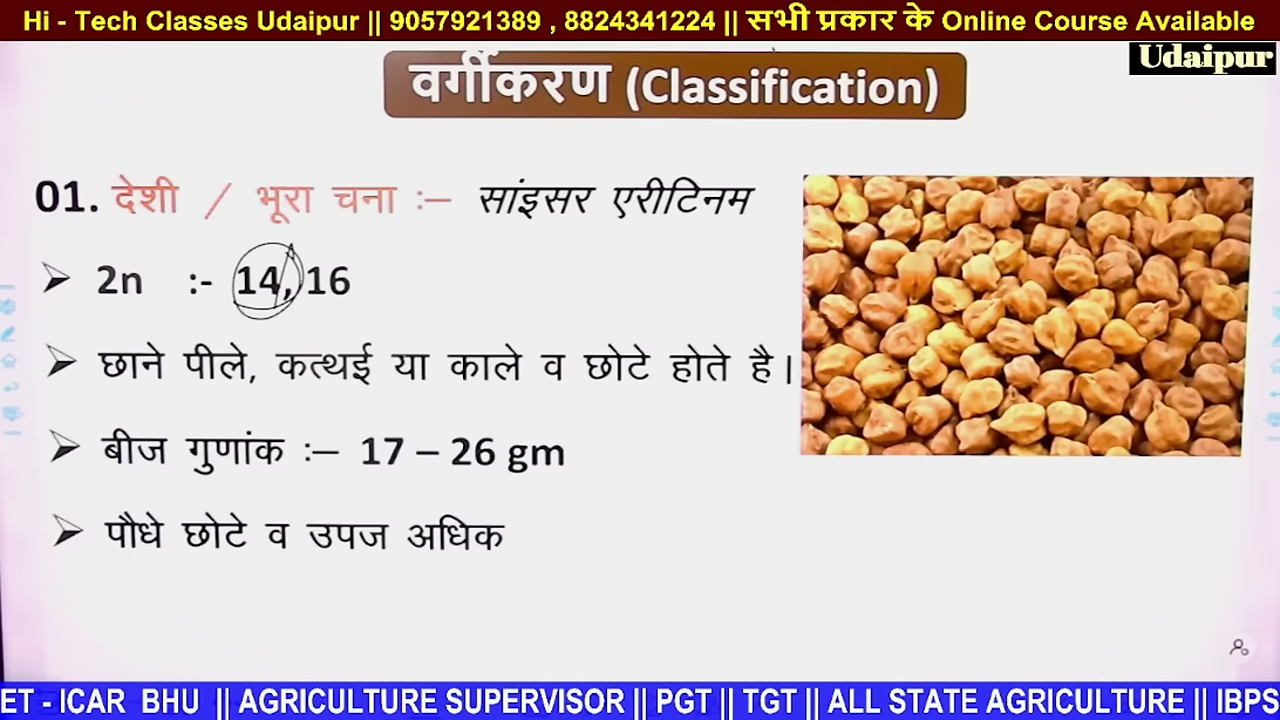 Hi - Tech Classes Udaipur || 9057921389 , 8824341224 || सभी प्रकार के Online Course Available
Udaipur
वर्गीकरण (Classification)
01. देशी / भूरा चना :– सांइसर एरीटिनम
➢ 2n :- 14, 16
➢ छाने पीले, कत्थई या काले व छोटे होते है।
➢ बीज गुणांक :– 17 – 26 gm
➢ पौधे छोटे व उपज अधिक
ET - ICAR BHU || AGRICULTURE SUPERVISOR || PGT || TGT || ALL STATE AGRICULTURE || IBPS